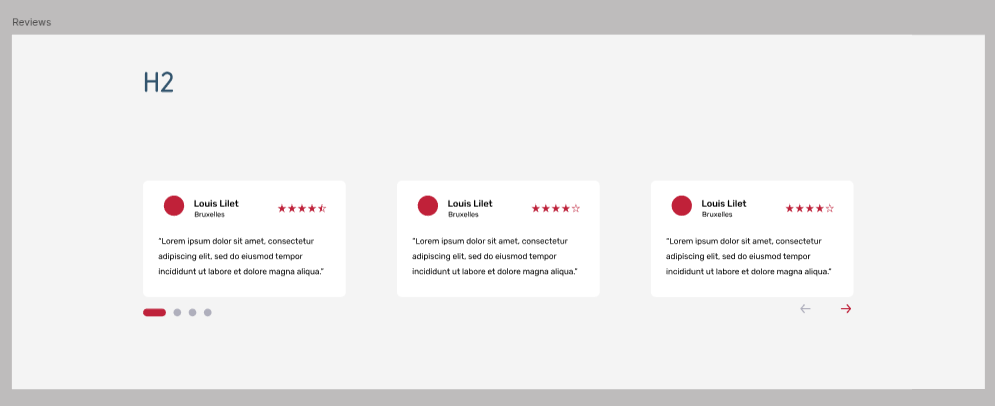 Reviews
H2
Louis Lilet
Bruxelles
"Lorem ipsum dolor sit amet, consectetur
adipiscing elit, sed do eiusmod tempor
incididunt ut labore et dolore magna aliqua."
Louis Lilet
Bruxelles
"Lorem ipsum dolor sit amet, consectetur
adipiscing elit, sed do eiusmod tempor
incididunt ut labore et dolore magna aliqua."
Louis Lilet
Bruxelles
"Lorem ipsum dolor sit amet, consectetur
adipiscing elit, sed do eiusmod tempor
incididunt ut labore et dolore magna aliqua."